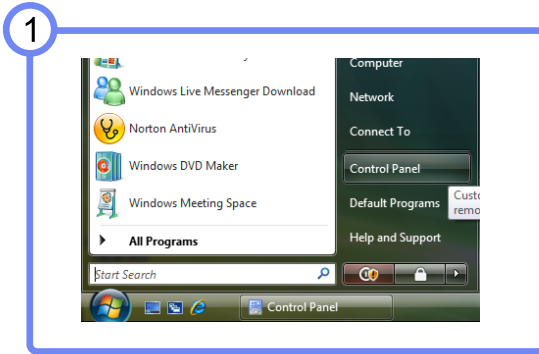 1
Windows Live Messenger Download
Norton AntiVirus
Windows DVD Maker
Windows Meeting Space
All Programs
Start Search
Computer
Network
Connect To
Control Panel
Default Programs
Help and Support
Control Panel